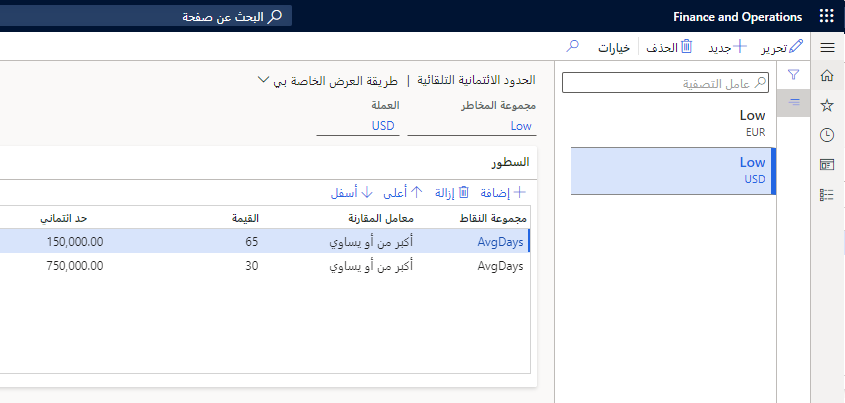 Finance and Operations
البحث عن صفحة
تحرير
جديد
الحذف
خيارات
عامل التصفية
Low
EUR
Low
USD
الحدود الائتمانية التلقائية | طريقة العرض الخاصة بي
مجموعة المخاطر العملة
Low USD
السطور
إضافة إزالة أعلى أسفل
مجموعة النقاط معامل المقارنة القيمة حد ائتماني
AvgDays أكبر من أو يساوي 65 150,000.00
AvgDays أكبر من أو يساوي 30 750,000.00